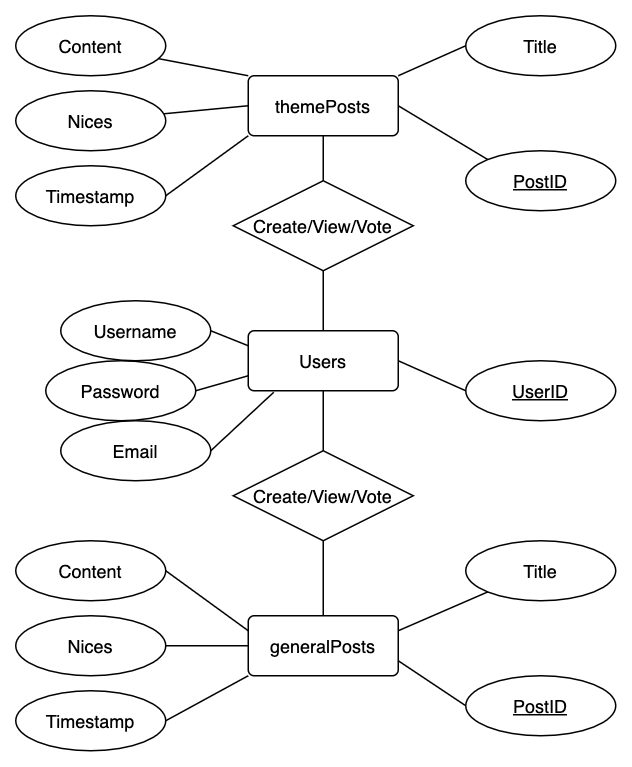 Content
Title
themePosts
Nices
PostID
Timestamp
Create/View/Vote
Username
Users
Password
UserID
Email
Create/View/Vote
Content
Title
Nices
generalPosts
Timestamp
PostID